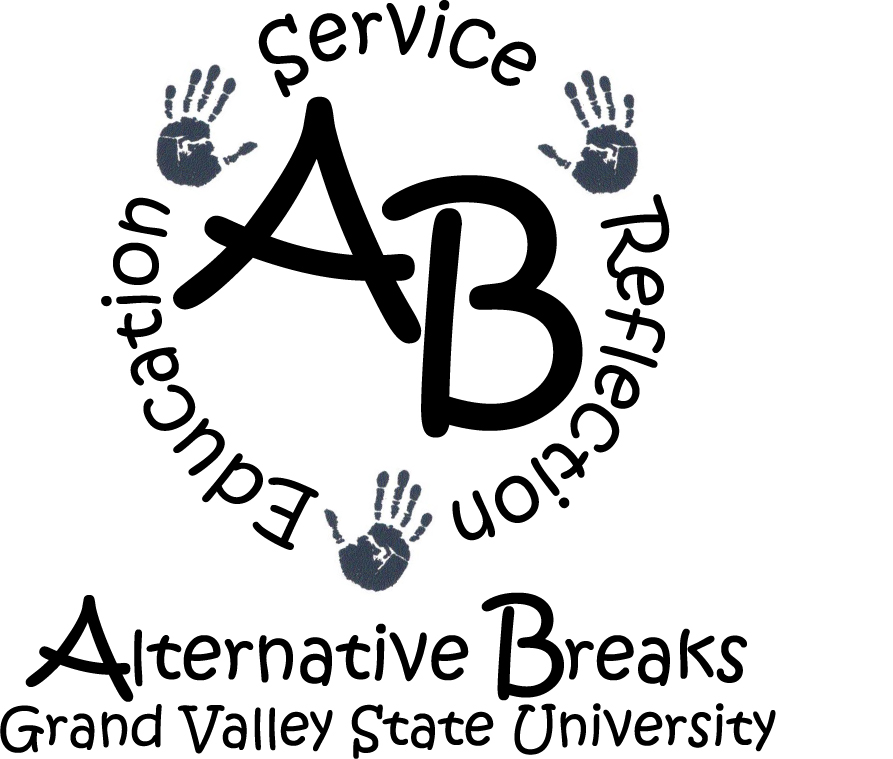 Service
Reflection
Education
AB
Alternative Breaks
Grand Valley State University